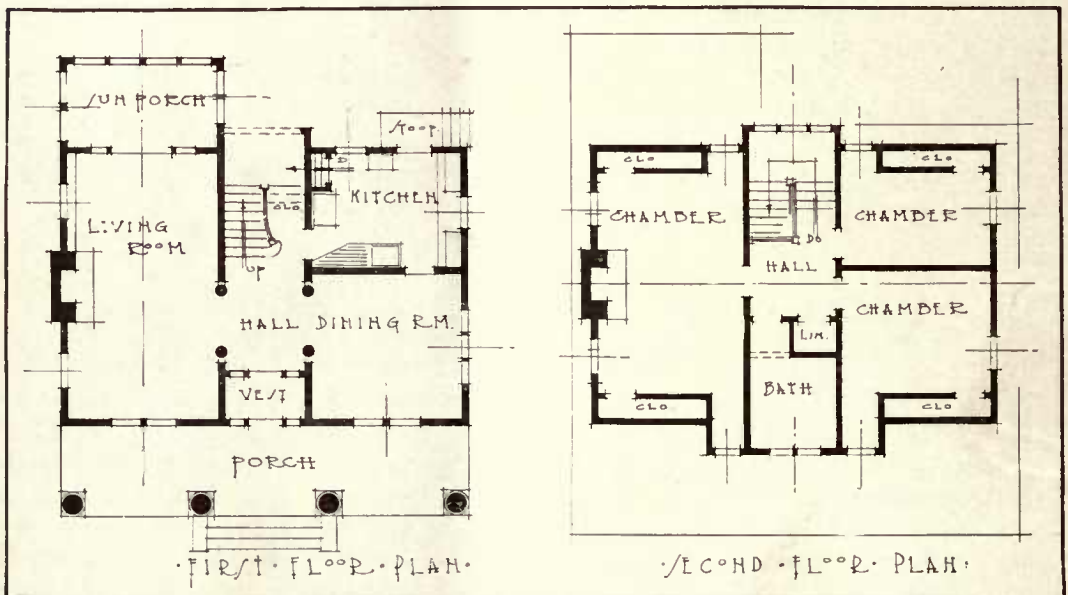 SUN PORCH
STOOP
D
LIVING
ROOM
CLO
KITCHEN
UP
HALL
DINING RM.
VEST
PORCH
·FIRST·FLOOR·PLAN·
CLO
CLO
CHAMBER
CHAMBER
DO
HALL
CHAMBER
LIN.
BATH
CLO
CLO
·SECOND·FLOOR·PLAN·